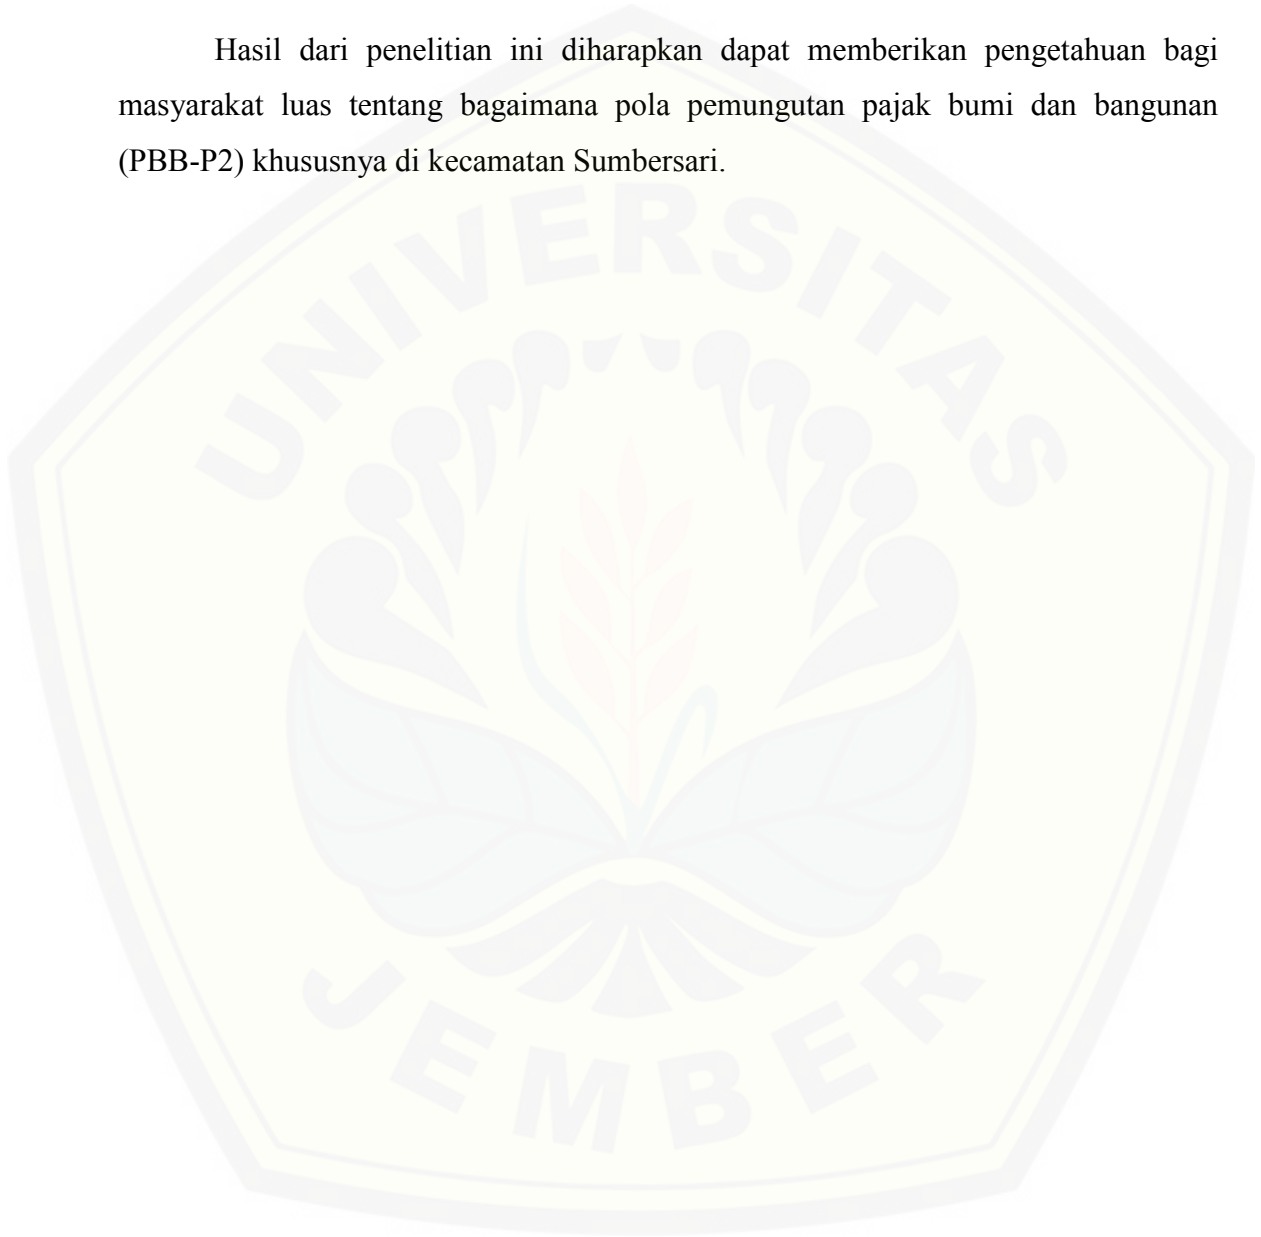 Hasil dari penelitian ini diharapkan dapat memberikan pengetahuan bagi
masyarakat luas tentang bagaimana pola pemungutan pajak bumi dan bangunan
(PBB-P2) khususnya di kecamatan Sumbersari.
UNIVERSITAS
JEMBER